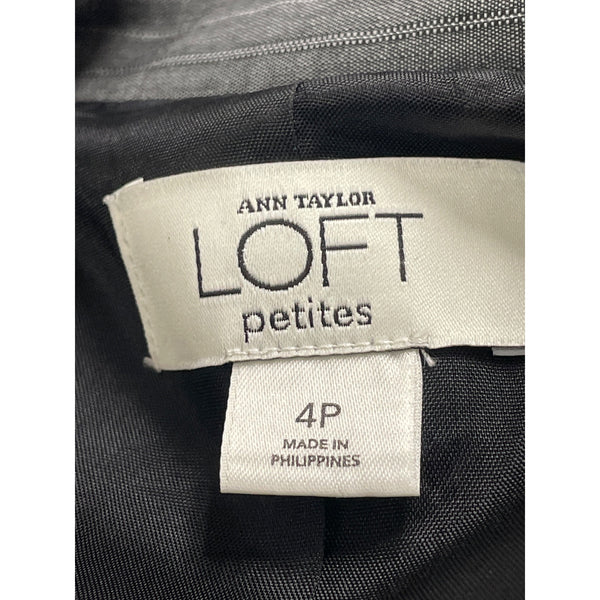 ANN TAYLOR
LOFT
petites
4P
MADE IN
PHILIPPINES